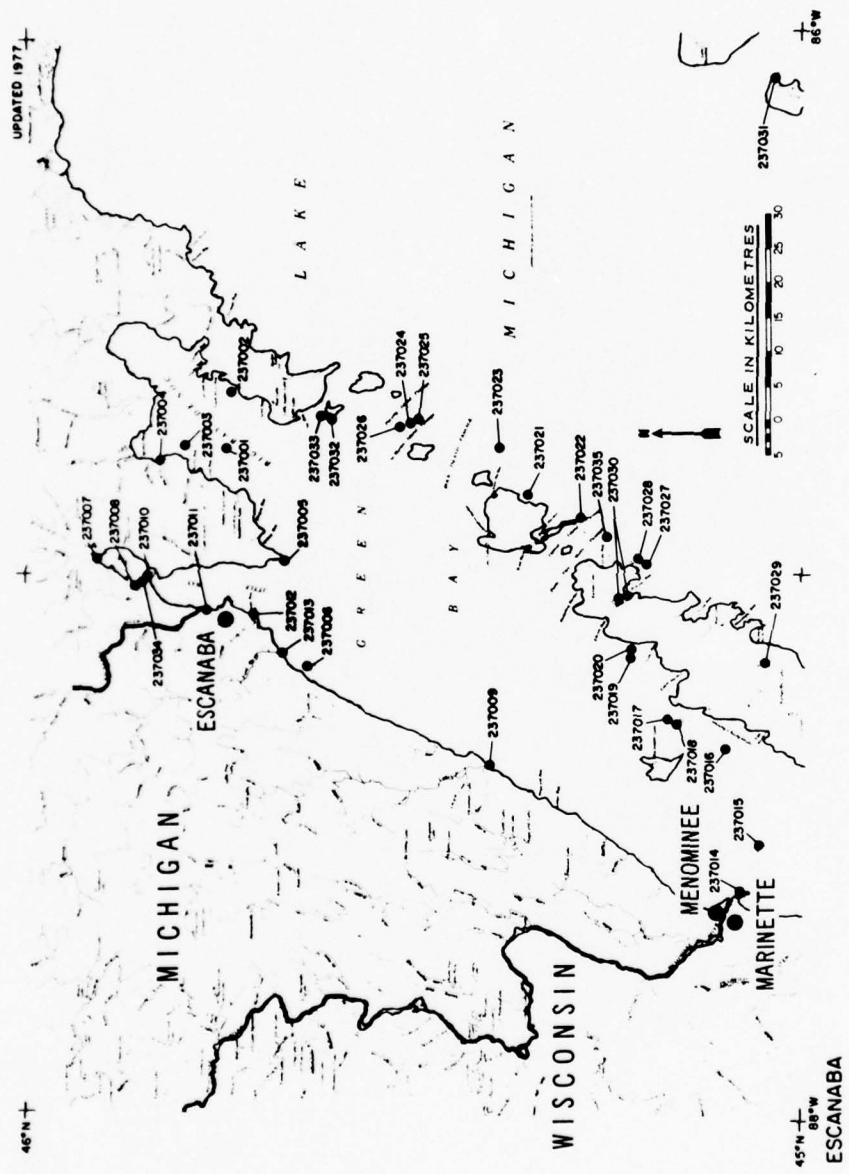 46°N
UPDATED 1977
MICHIGAN
WISCONSIN
ESCANABA
MENOMINEE
MARINETTE
LAKE
MICHIGAN
GREEN
BAY
237007
237008
237010
237011
237034
237004
237003
237002
237001
237005
237012
237013
237008
237033
237032
237026
237024
237025
237009
237023
237021
237022
237035
237030
237028
237027
237029
237020
237019
237017
237018
237016
237015
237014
237031
N
SCALE IN KILOMETRES
5 0 5 10 15 20 25 30
45°N
88°W
86°W
ESCANABA